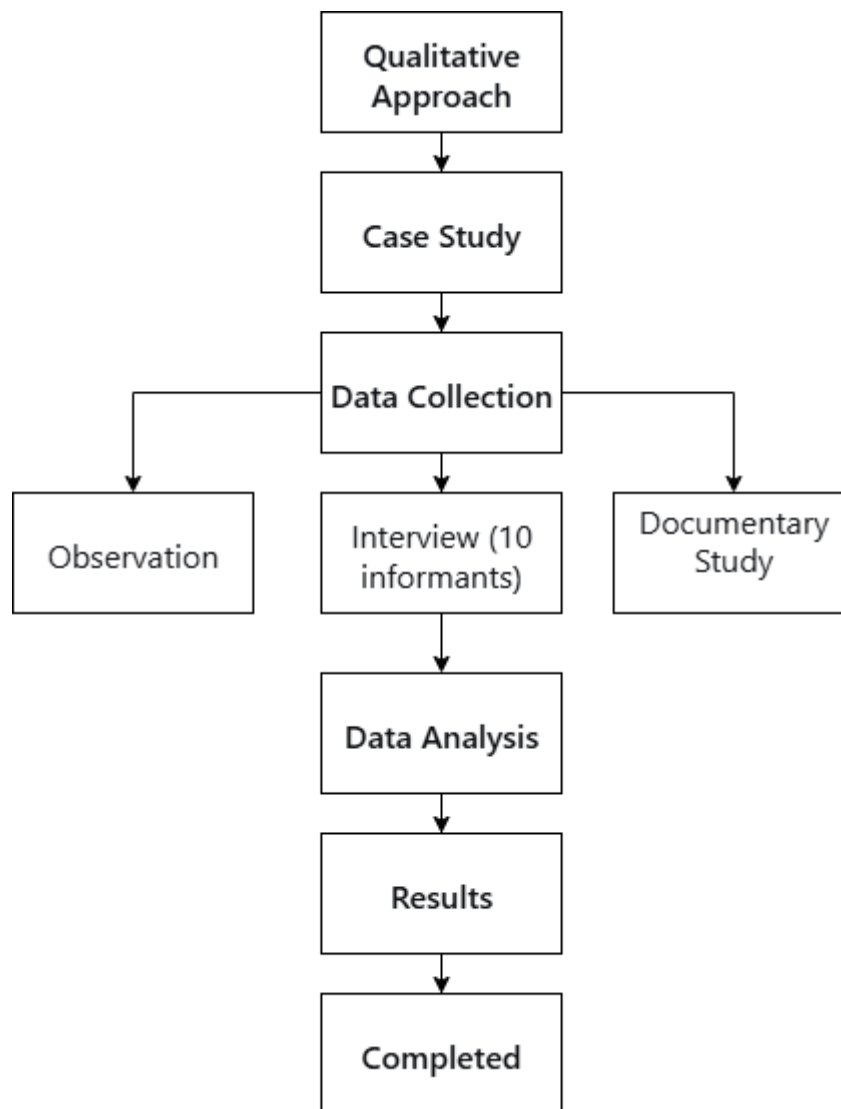 Qualitative
Approach
Case Study
Data Collection
Observation
Interview (10
informants)
Documentary
Study
Data Analysis
Results
Completed